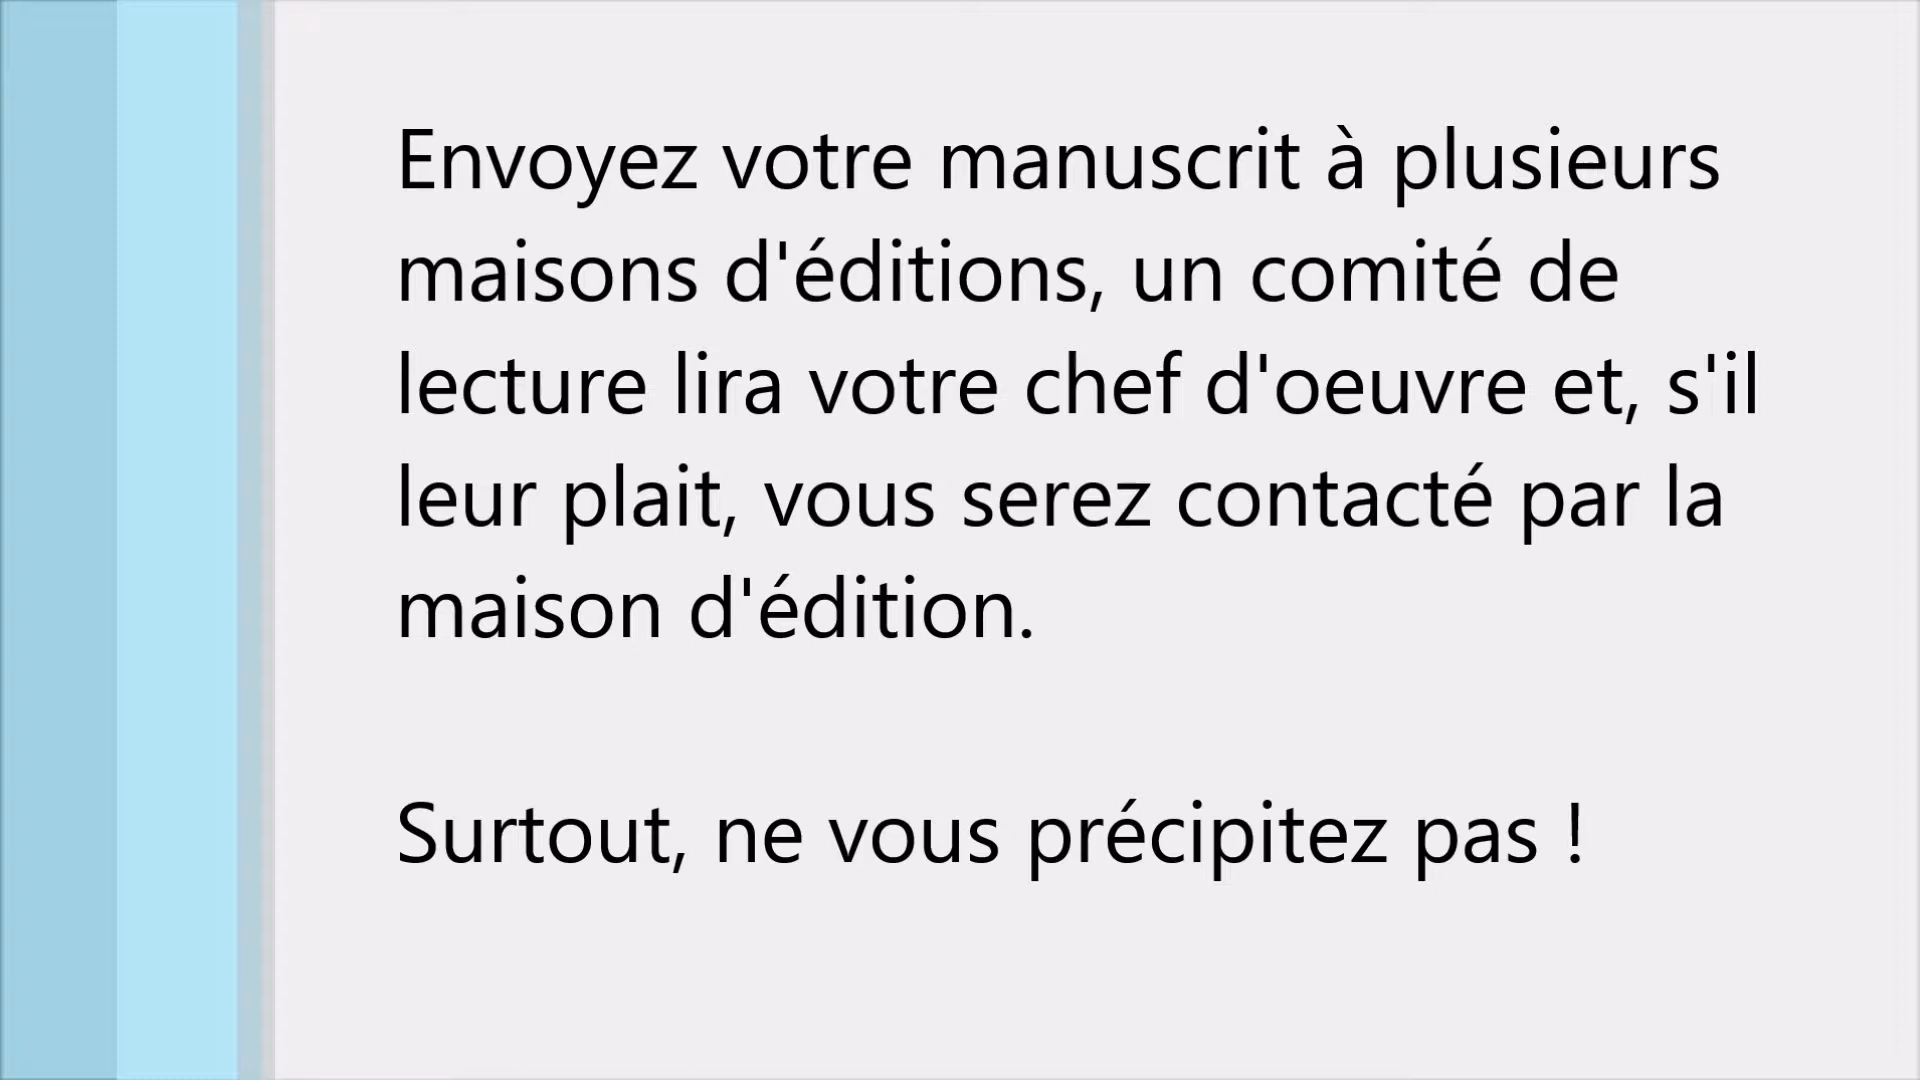 Envoyez votre manuscrit à plusieurs
maisons d'éditions, un comité de
lecture lira votre chef d'oeuvre et, s'il
leur plait, vous serez contacté par la
maison d'édition.
Surtout, ne vous précipitez pas !